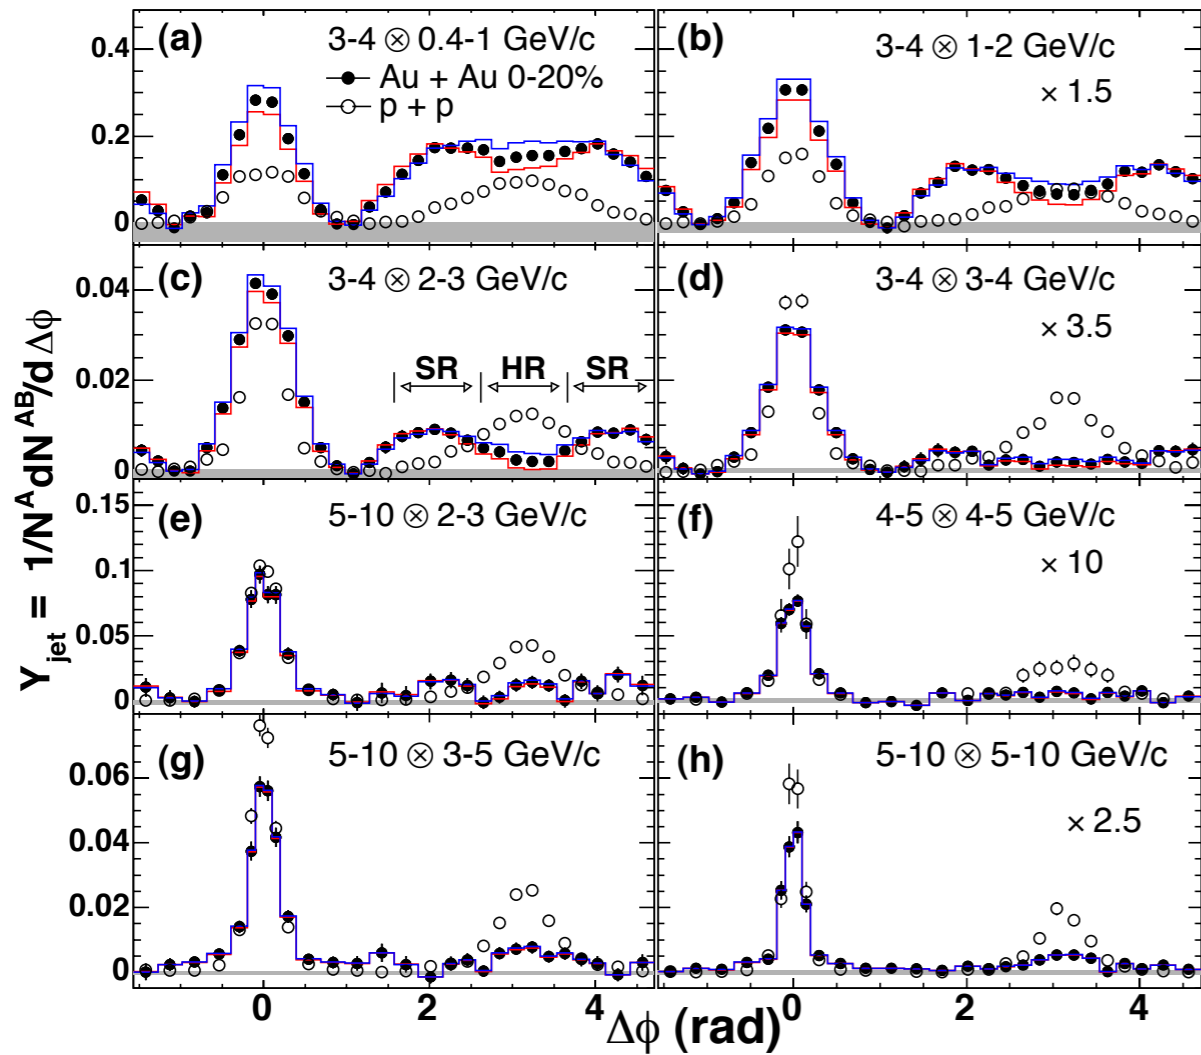 Y_jet = 1/N^A dN^AB/dΔϕ
(a) 3-4 ⊗ 0.4-1 GeV/c
Au + Au 0-20%
p + p
(b) 3-4 ⊗ 1-2 GeV/c
× 1.5
0.4
0.2
0
(c) 3-4 ⊗ 2-3 GeV/c
SR HR SR
(d) 3-4 ⊗ 3-4 GeV/c
× 3.5
0.04
0.02
0
(e) 5-10 ⊗ 2-3 GeV/c
(f) 4-5 ⊗ 4-5 GeV/c
× 10
0.15
0.1
0.05
0
(g) 5-10 ⊗ 3-5 GeV/c
(h) 5-10 ⊗ 5-10 GeV/c
× 2.5
0.06
0.04
0.02
0
0 2 4 0 2 4
Δϕ (rad)